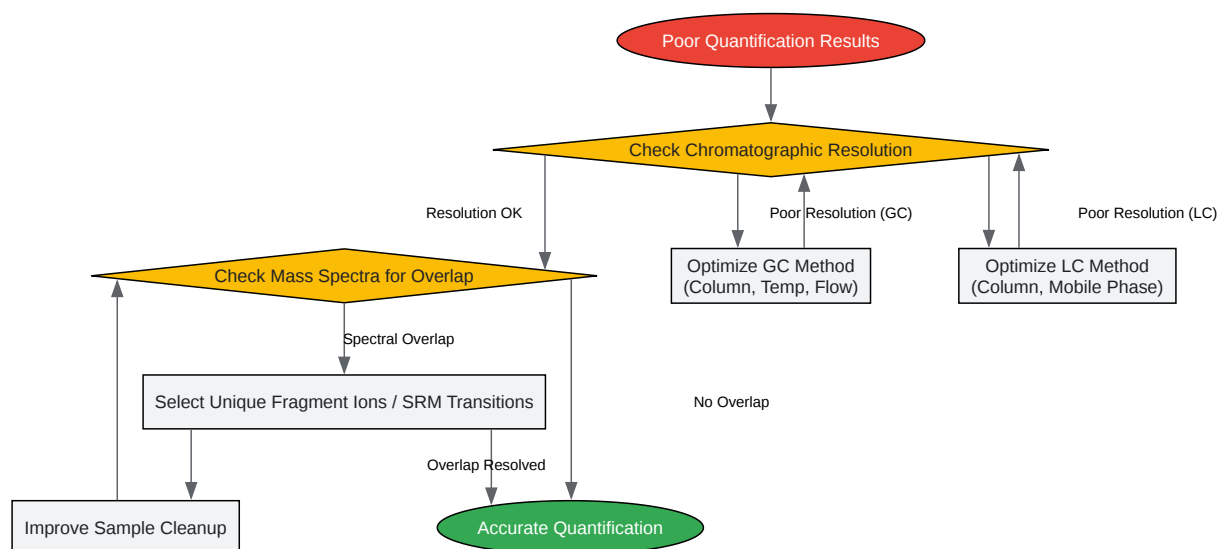 Poor Quantification Results
Check Chromatographic Resolution
Resolution OK
Poor Resolution (GC)
Poor Resolution (LC)
Check Mass Spectra for Overlap
Optimize GC Method
(Column, Temp, Flow)
Optimize LC Method
(Column, Mobile Phase)
Spectral Overlap
Select Unique Fragment Ions / SRM Transitions
No Overlap
Overlap Resolved
Improve Sample Cleanup
Accurate Quantification